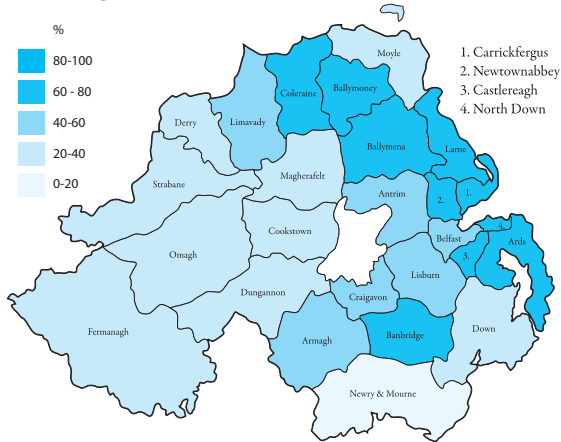 %
80-100
60 - 80
40-60
20-40
0-20
1. Carrickfergus
2. Newtownabbey
3. Castlereagh
4. North Down
Moyle
Coleraine
Ballymoney
Limavady
Derry
Ballymena
Larne
Magherafelt
Strabane
Antrim
2.
1.
Cookstown
Belfast
4.
Ards
3.
Omagh
Lisburn
Dungannon
Craigavon
Fermanagh
Armagh
Banbridge
Down
Newry & Mourne